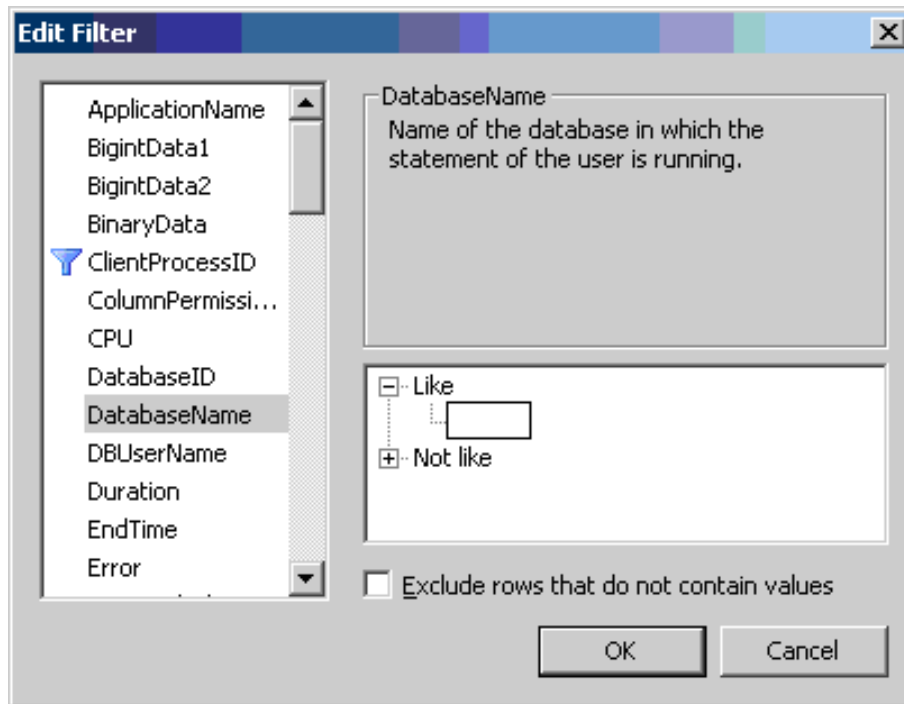 Edit Filter
ApplicationName
BigintData1
BigintData2
BinaryData
ClientProcessID
ColumnPermissi...
CPU
DatabaseID
DatabaseName
DBUserName
Duration
EndTime
Error
DatabaseName
Name of the database in which the
statement of the user is running.
Like
Not like
Exclude rows that do not contain values
OK
Cancel